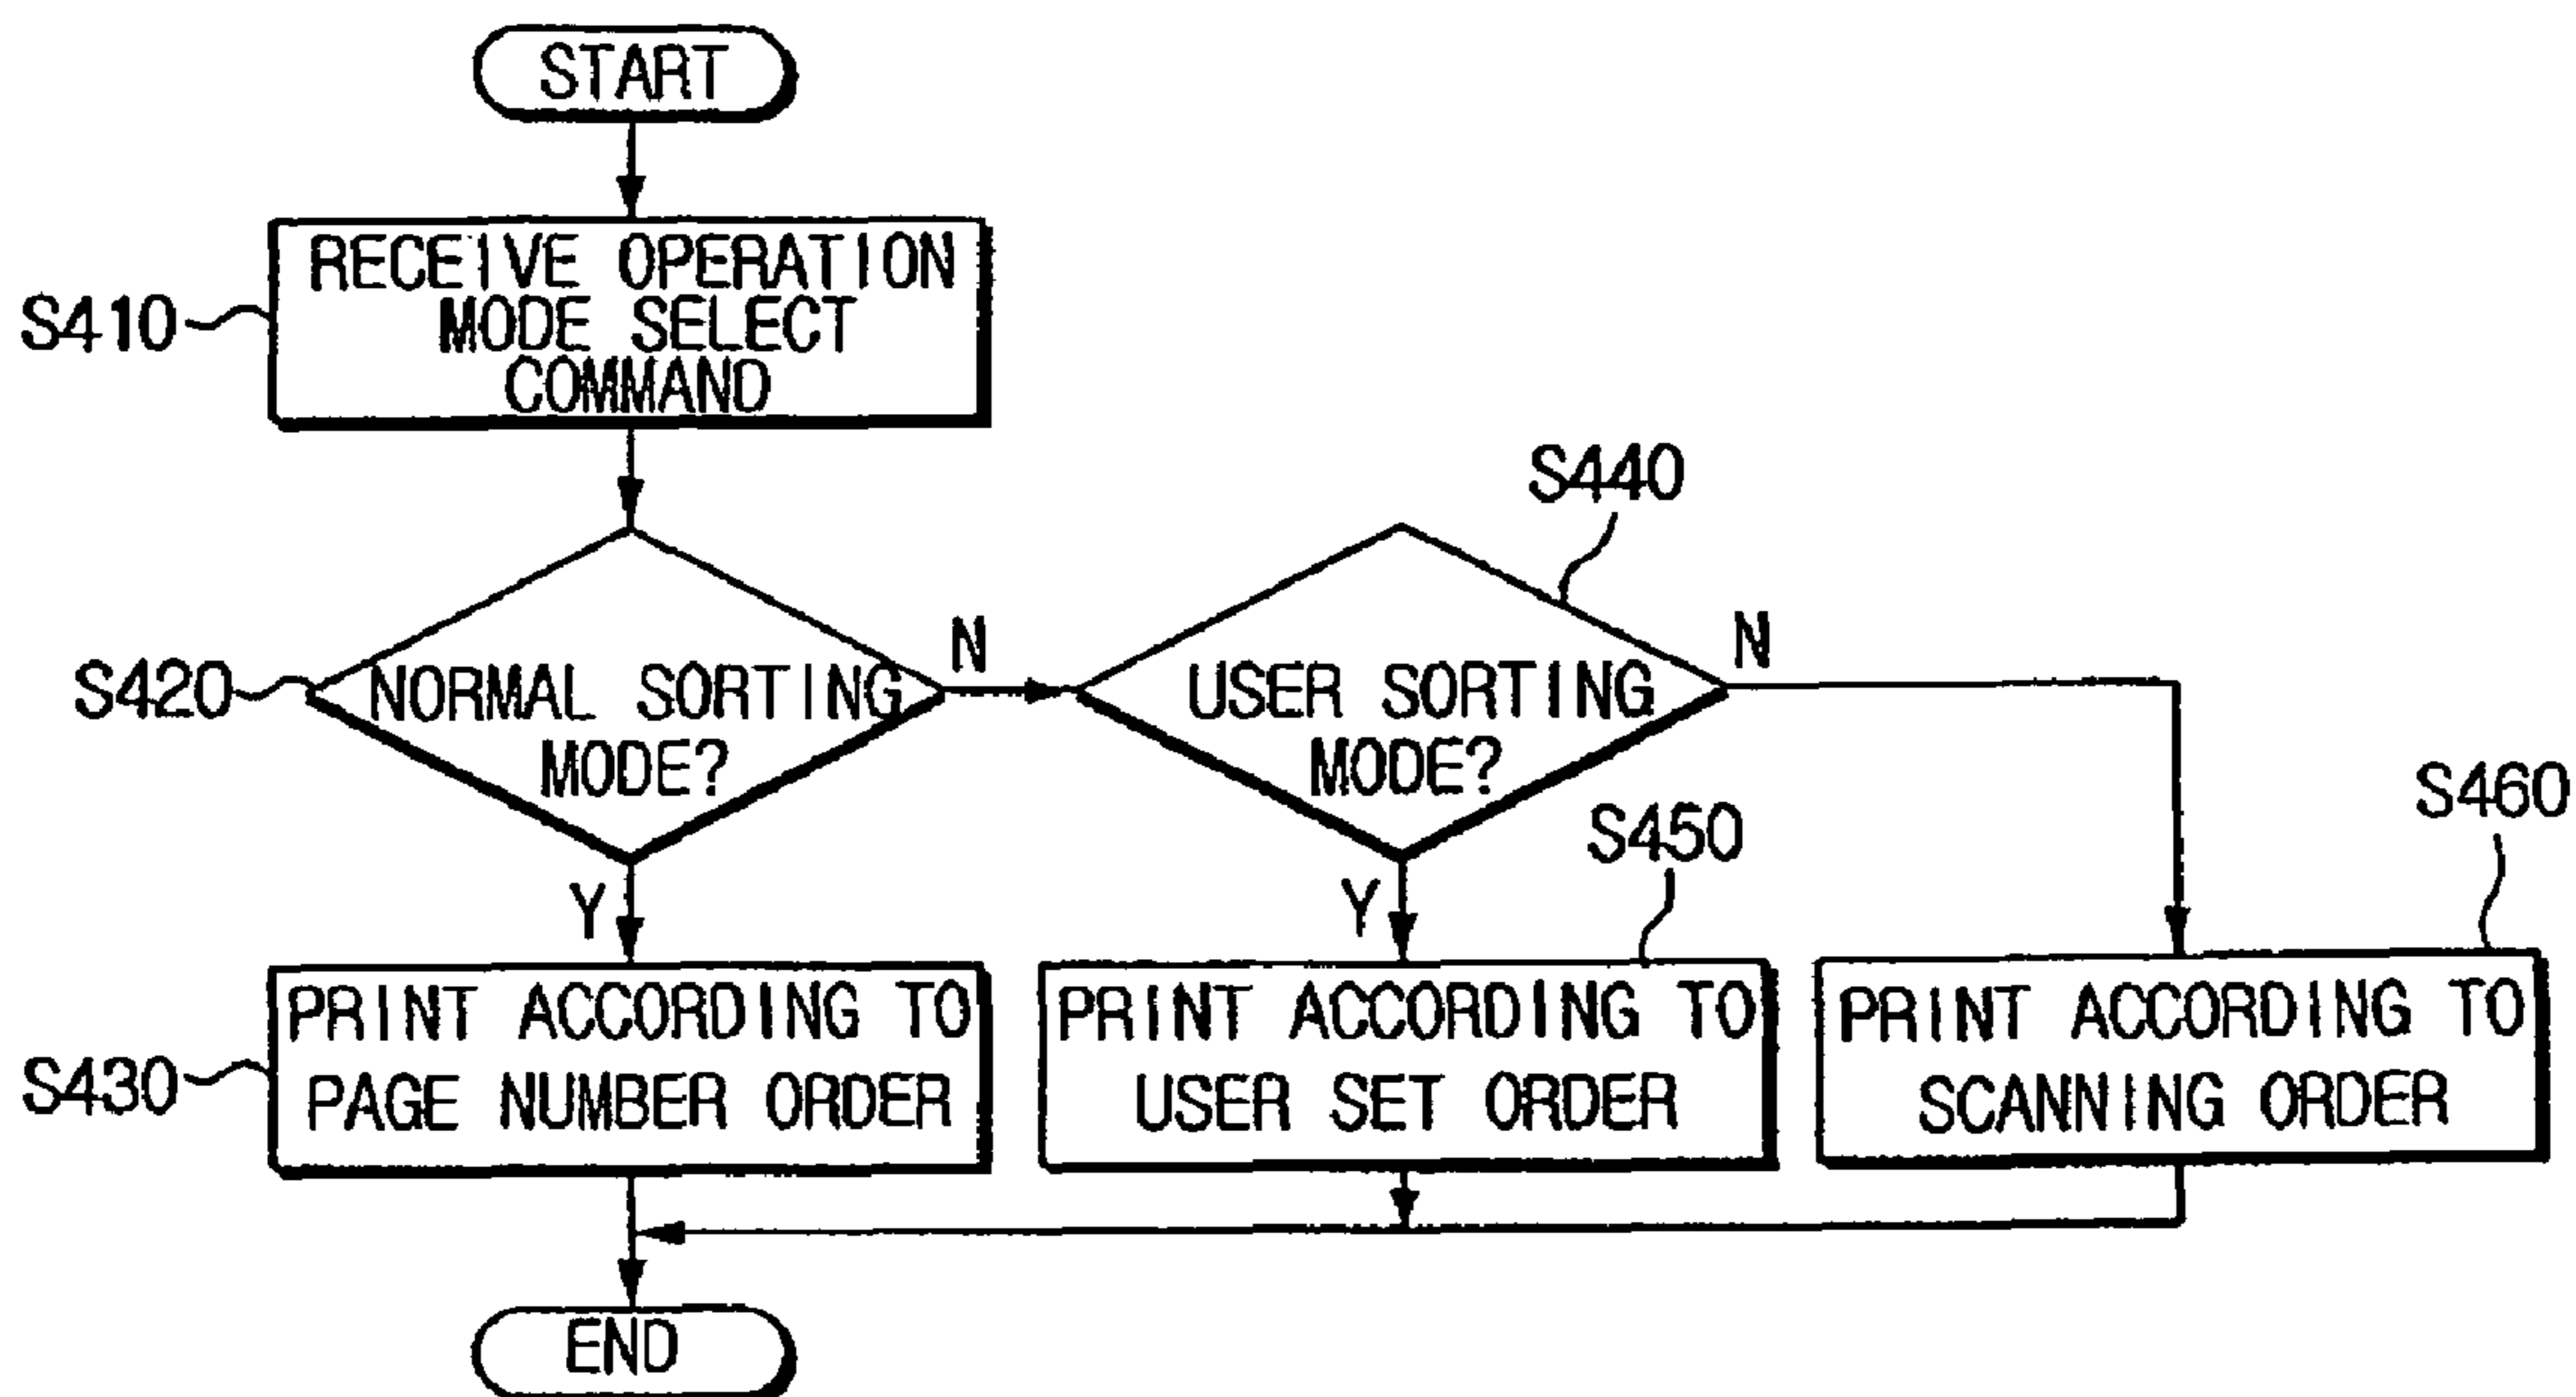 START
RECEIVE OPERATION
MODE SELECT
COMMAND
S410
S440
N
N
S420
NORMAL SORTING
MODE?
USER SORTING
MODE?
S460
S450
Y
Y
PRINT ACCORDING TO
PAGE NUMBER ORDER
S430
PRINT ACCORDING TO
USER SET ORDER
PRINT ACCORDING TO
SCANNING ORDER
END